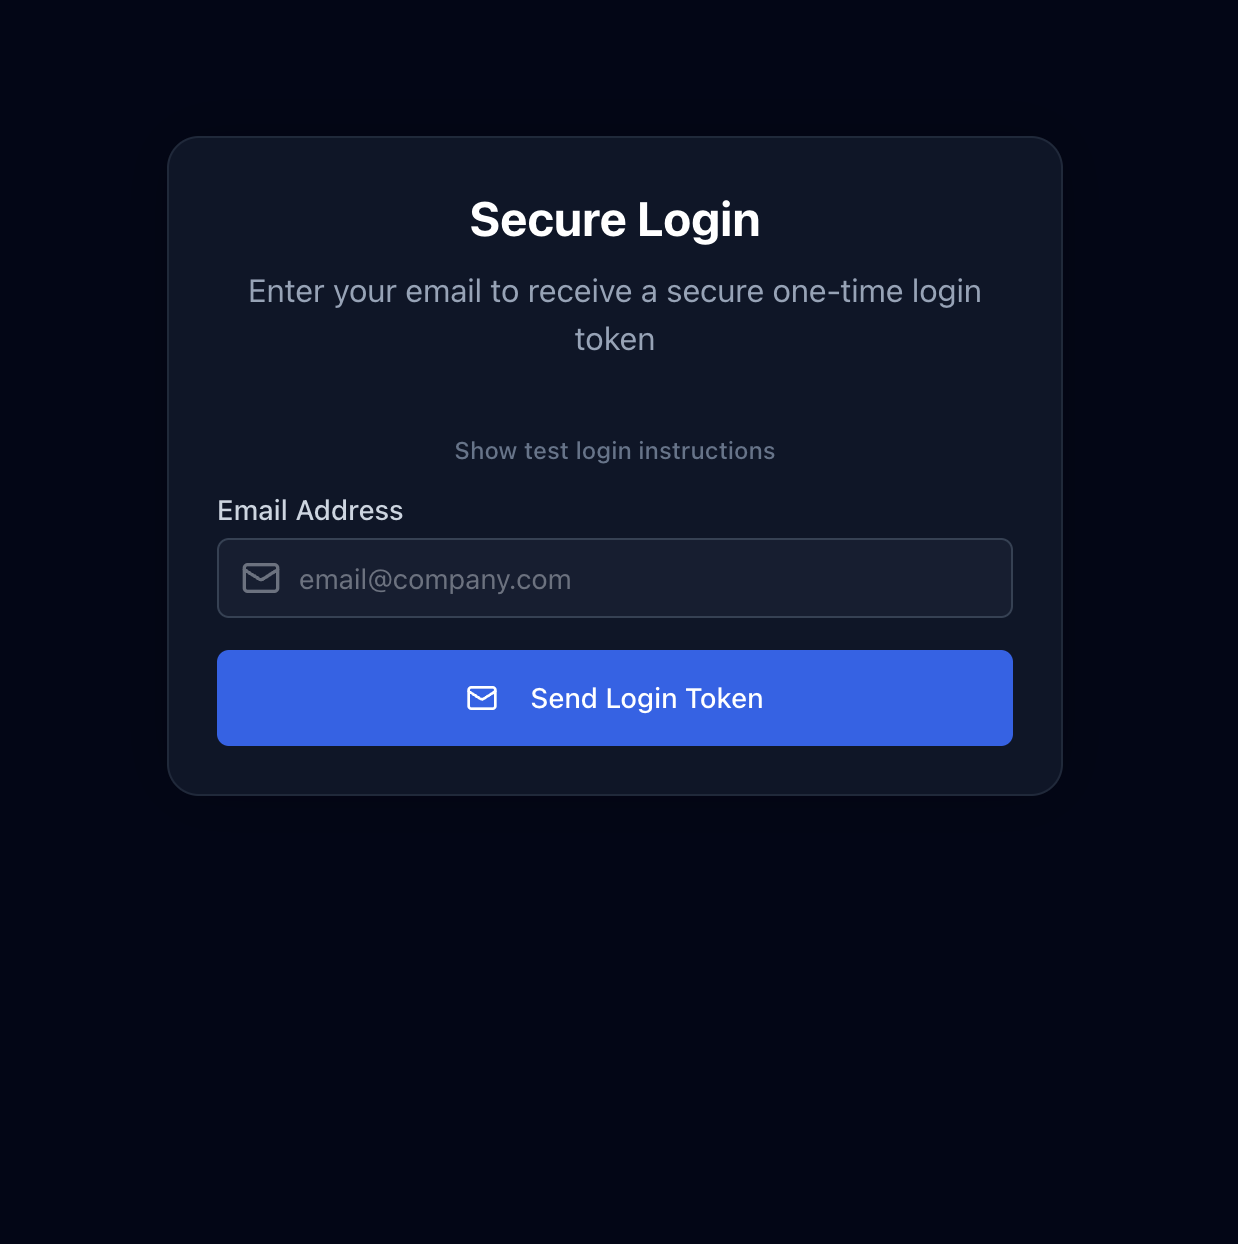 Secure Login
Enter your email to receive a secure one-time login
token
Show test login instructions
Email Address
email@company.com
Send Login Token